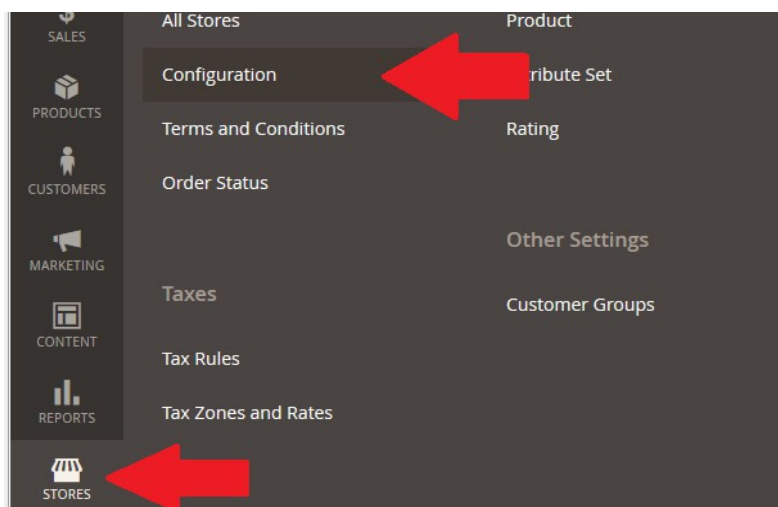 SALES
PRODUCTS
CUSTOMERS
MARKETING
CONTENT
REPORTS
STORES
All Stores
Configuration
Terms and Conditions
Order Status
Taxes
Tax Rules
Tax Zones and Rates
Product
Set
Rating
Other Settings
Customer Groups